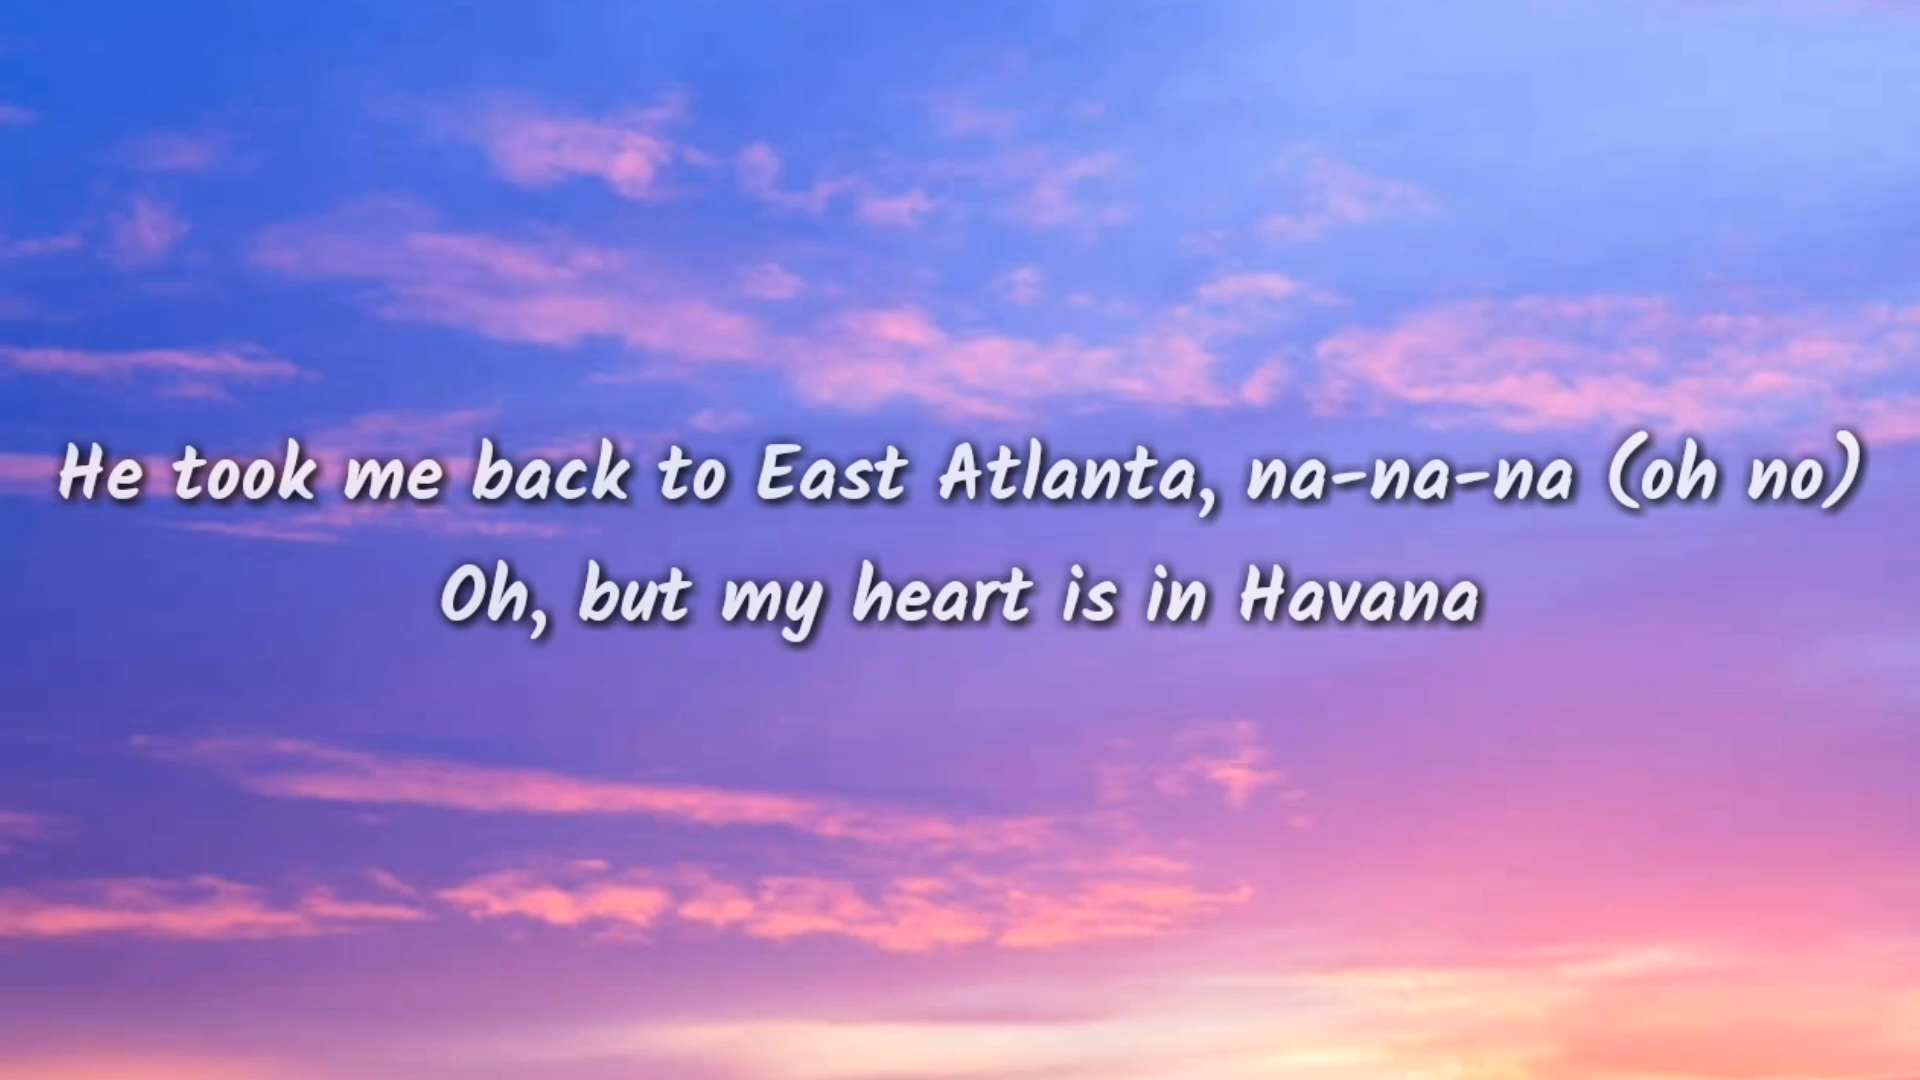 He took me back to East Atlanta, na-na-na (oh no)
Oh, but my heart is in Havana